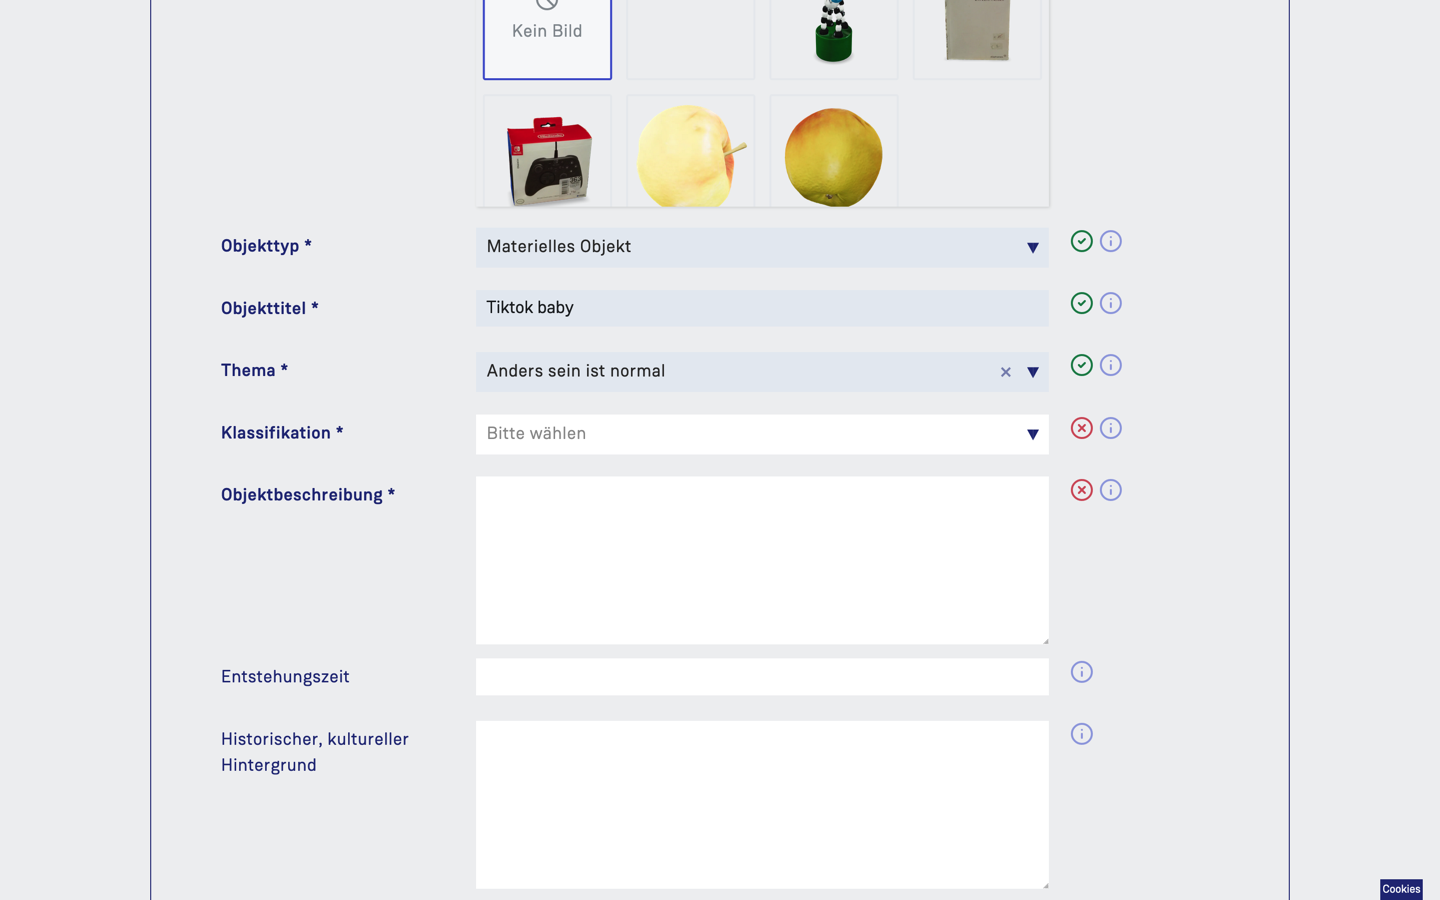 Kein Bild
Nintendo
Objekttyp *
Materielles Objekt
Objekttitel *
Tiktok baby
Thema *
Anders sein ist normal
Klassifikation *
Bitte wählen
Objektbeschreibung *
Entstehungszeit
Historischer, kultureller
Hintergrund
Cookies